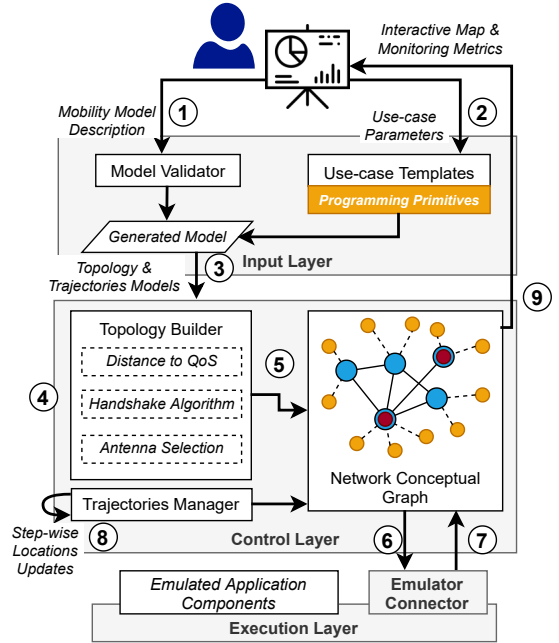 Interactive Map &
Monitoring Metrics
1
2
Mobility Model
Description
Use-case
Parameters
Model Validator
Use-case Templates
Programming Primitives
Generated Model
Input Layer
Topology &
Trajectories Models
3
9
Topology Builder
Distance to QoS
Handshake Algorithm
Antenna Selection
4
5
Network Conceptual
Graph
Trajectories Manager
Step-wise
Locations
Updates
8
Control Layer
6
7
Emulated Application
Components
Emulator
Connector
Execution Layer